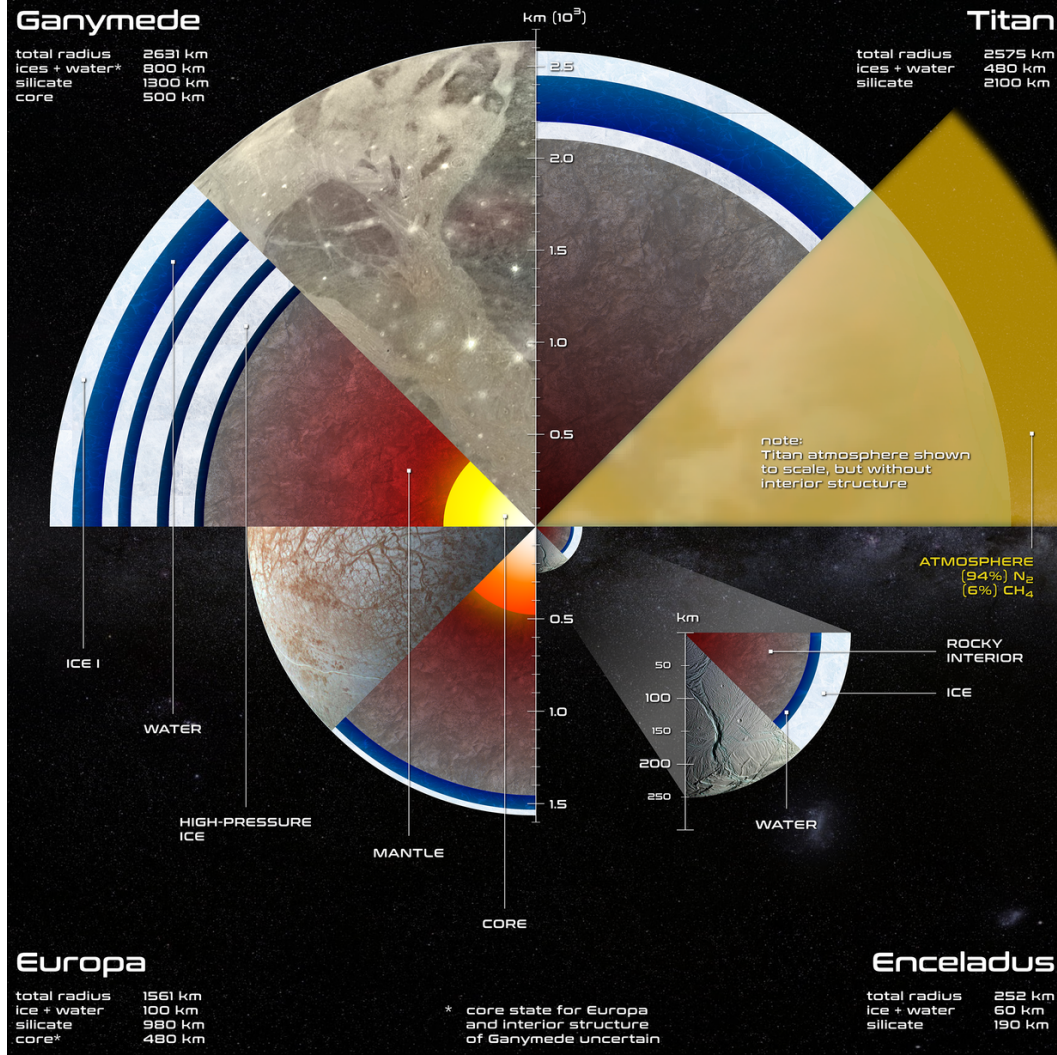 Ganymede
total radius 2631 km
ices + water* 800 km
silicate 1300 km
core 500 km
km (10³)
Titan
total radius 2575 km
ices + water 480 km
silicate 2100 km
2.5
2.0
1.5
1.0
0.5
note:
Titan atmosphere shown
to scale, but without
interior structure
ATMOSPHERE
(94%) N₂
(6%) CH₄
0.5
1.0
1.5
km
50
100
150
200
250
ROCKY
INTERIOR
ICE
WATER
ICE I
WATER
HIGH-PRESSURE
ICE
MANTLE
CORE
Europa
total radius 1561 km
ice + water 100 km
silicate 980 km
core* 480 km
* core state for Europa
and interior structure
of Ganymede uncertain
Enceladus
total radius 252 km
ice + water 60 km
silicate 190 km